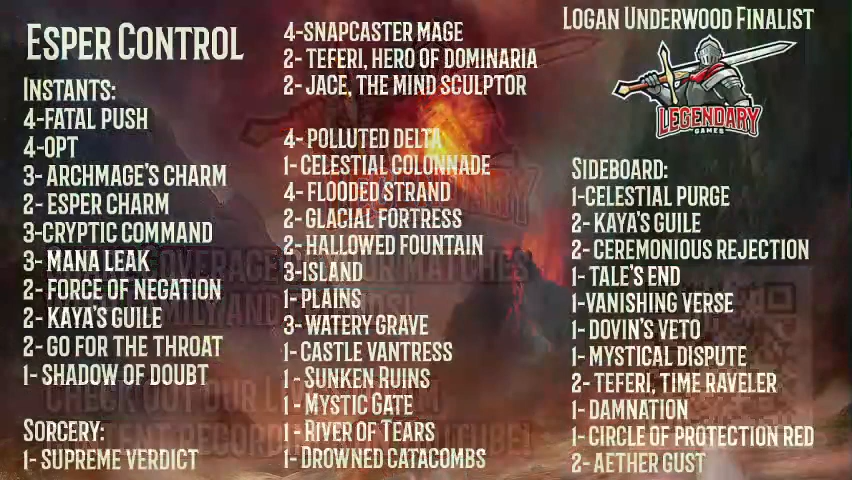 Esper Control
Instants:
4-Fatal Push
4-Opt
3- Archmage's Charm
2- Esper Charm
3-Cryptic Command
3- Mana Leak
2- Force of Negation
2- Kaya's Guile
2- Go for the Throat
1- Shadow of Doubt
Sorcery:
1- Supreme Verdict
4-Snapcaster Mage
2- Teferi, Hero of Dominaria
2- Jace, the Mind Sculptor
4- Polluted Delta
1- Celestial Colonnade
4- Flooded Strand
2- Glacial Fortress
2- Hallowed Fountain
3-Island
1- Plains
3- Watery Grave
1- Castle Vantress
1 - Sunken Ruins
1 - Mystic Gate
1 - River of Tears
1- Drowned Catacombs
Logan Underwood Finalist
Legendary
Games
Sideboard:
1-Celestial Purge
2- Kaya's Guile
2- Ceremonious Rejection
1- Tale's End
1-Vanishing Verse
1- Dovin's Veto
1- Mystical Dispute
2- Teferi, Time Raveler
1- Damnation
1- Circle of Protection Red
2- Aether Gust